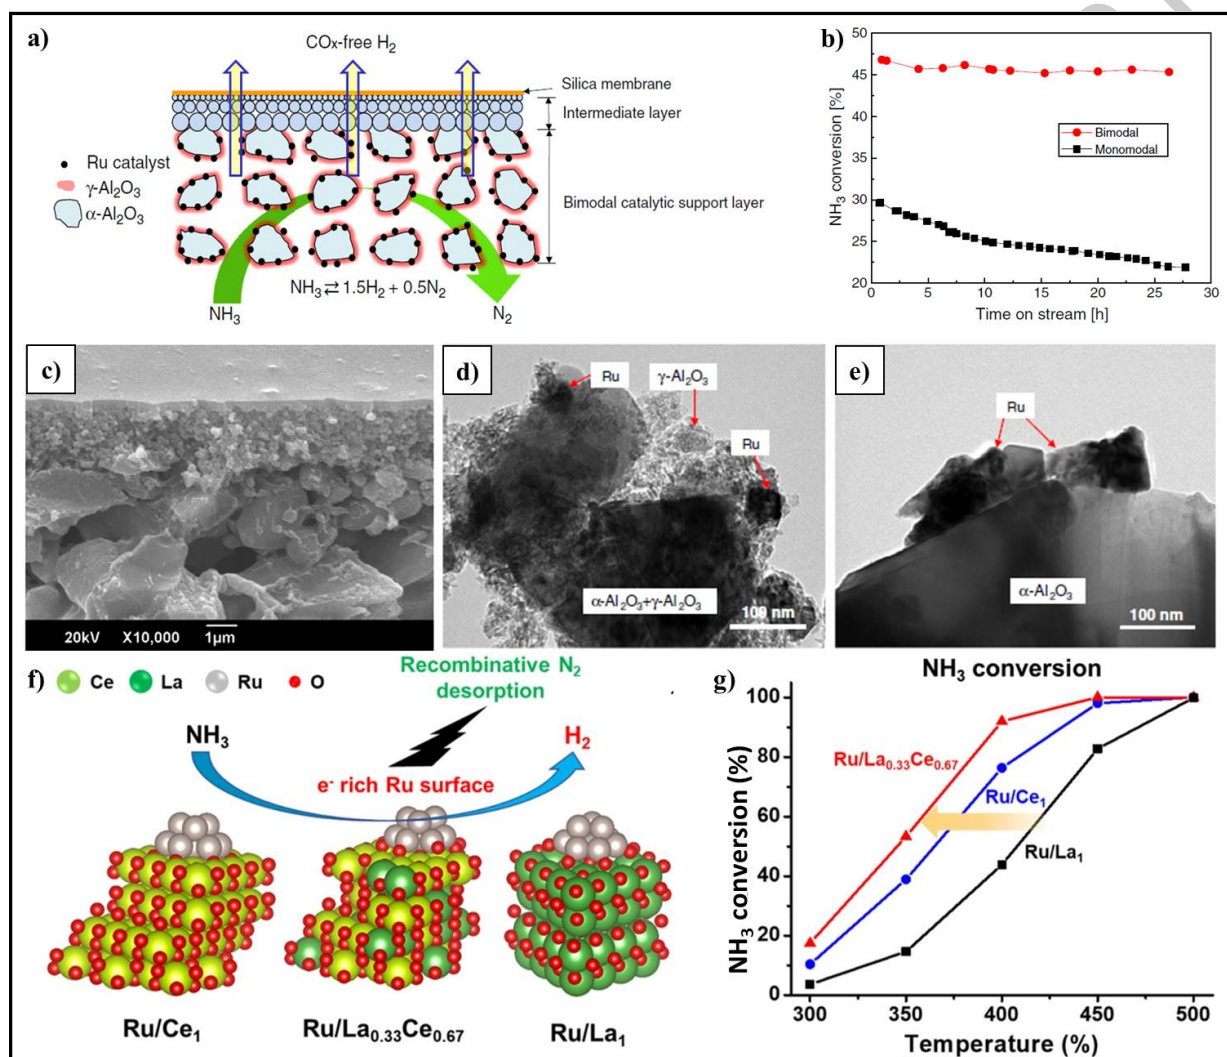 a)
COx-free H2
Silica membrane
Intermediate layer
Ru catalyst
γ-Al2O3
α-Al2O3
Bimodal catalytic support layer
NH3 ⇄ 1.5H2 + 0.5N2
NH3
N2
b)
50
45
40
35
30
25
20
NH3 conversion [%]
Bimodal
Monomodal
0
5
10
15
20
25
30
Time on stream [h]
c)
20kV X10,000 1µm
d)
Ru
γ-Al2O3
Ru
α-Al2O3+γ-Al2O3
100 nm
e)
Ru
α-Al2O3
100 nm
f)
Ce La Ru O
Recombinative N2
desorption
NH3
H2
e- rich Ru surface
Ru/Ce1
Ru/La0.33Ce0.67
Ru/La1
g)
NH3 conversion
100
80
60
40
20
0
NH3 conversion (%)
Ru/La0.33Ce0.67
Ru/Ce1
Ru/La1
300
350
400
450
500
Temperature (%)